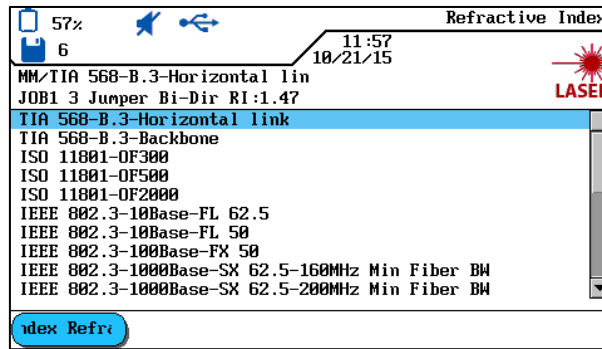 57%
Refractive Index
6
11:57
10/21/15
MM/TIA 568-B.3-Horizontal lin
JOB1 3 Jumper Bi-Dir RI:1.47
LASER
TIA 568-B.3-Horizontal link
TIA 568-B.3-Backbone
ISO 11801-OF300
ISO 11801-OF500
ISO 11801-OF2000
IEEE 802.3-10Base-FL 62.5
IEEE 802.3-10Base-FL 50
IEEE 802.3-100Base-FX 50
IEEE 802.3-1000Base-SX 62.5-160MHz Min Fiber BW
IEEE 802.3-1000Base-SX 62.5-200MHz Min Fiber BW
ndex Refra